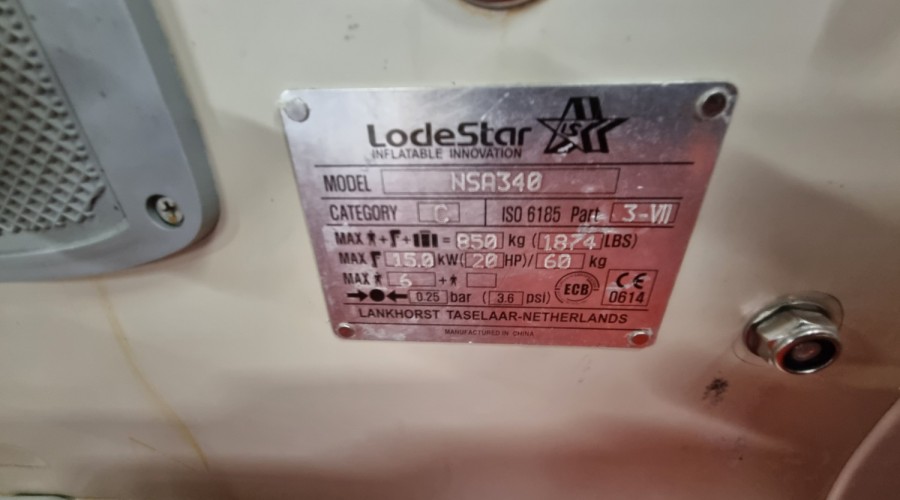 LodeStar LS
INFLATABLE INNOVATION
MODEL NSA340
CATEGORY C ISO 6185 Part 3-VII
MAX + + = 850 kg (1874 LBS)
MAX 15.0 kW (20 HP)/ 60 kg
MAX 6 +
0.25 bar (3.6 psi) ECB CE 0614
LANKHORST TASELAAR-NETHERLANDS
MANUFACTURED IN CHINA